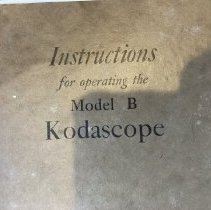 Instructions
for operating the
Model B
Kodascope